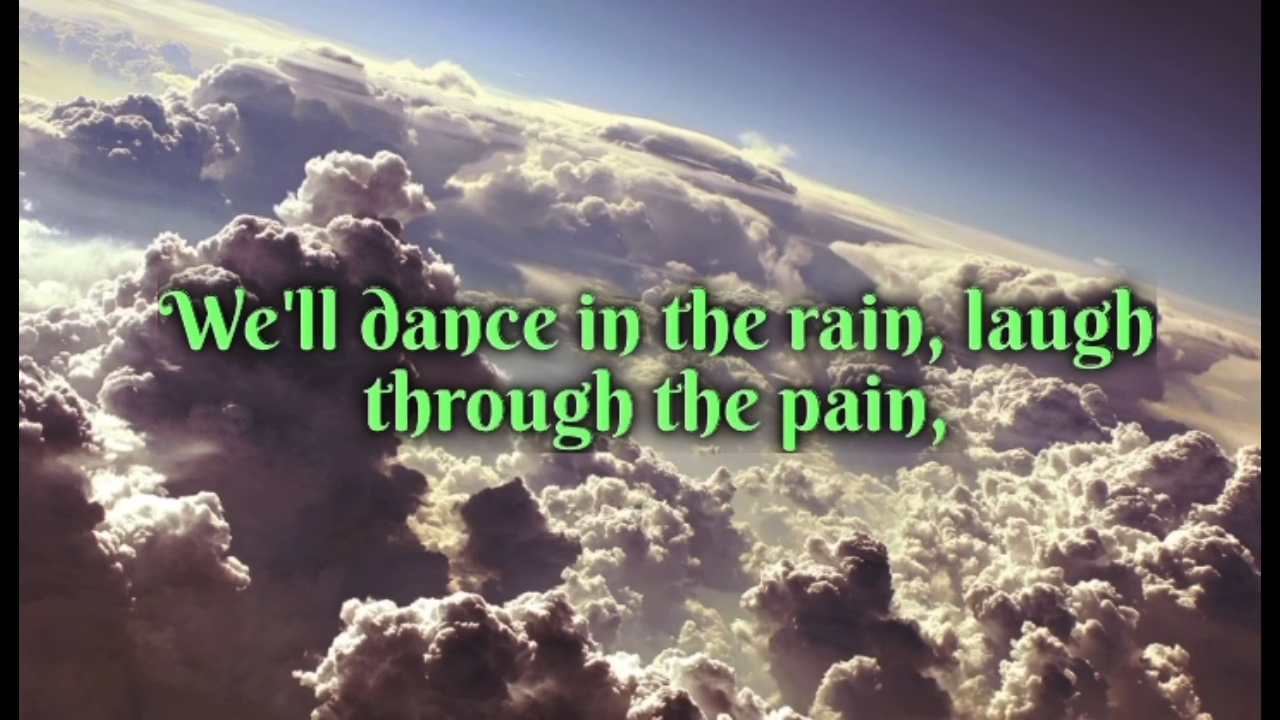 We'll dance in the rain, laugh
through the pain,